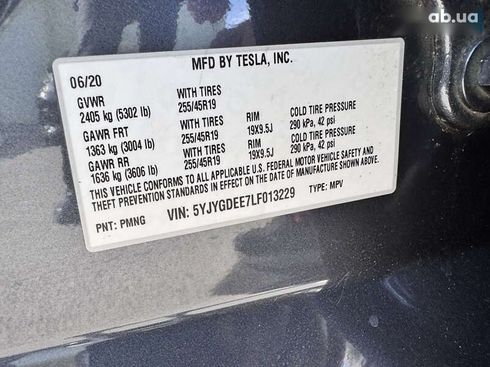 ab.ua
MFD BY TESLA, INC.
06/20
GVWR WITH TIRES
2405 kg (5302 lb) 255/45R19 RIM COLD TIRE PRESSURE
GAWR FRT WITH TIRES 19X9.5J 290 kPa, 42 psi
1363 kg (3004 lb) 255/45R19 RIM COLD TIRE PRESSURE
GAWR RR WITH TIRES 19X9.5J 290 kPa, 42 psi
1636 kg (3606 lb) 255/45R19
THIS VEHICLE CONFORMS TO ALL APPLICABLE U.S. FEDERAL MOTOR VEHICLE SAFETY AND
THEFT PREVENTION STANDARDS IN EFFECT ON THE DATE OF MANUFACTURE SHOWN ABOVE.
PNT: PMNG VIN: 5YJYGDEE7LF013229 TYPE: MPV